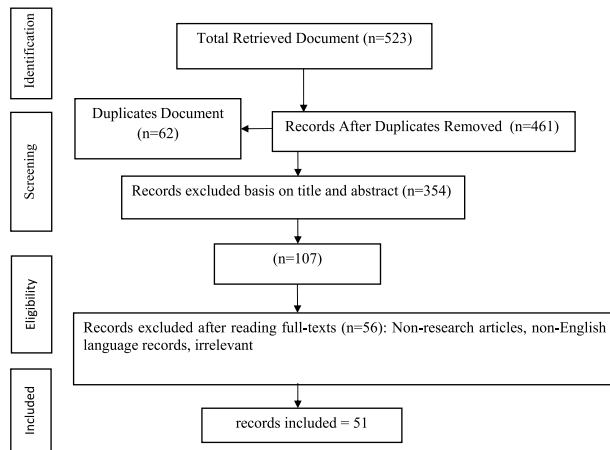 Identification
Total Retrieved Document (n=523)
Duplicates Document
(n=62)
Records After Duplicates Removed (n=461)
Screening
Records excluded basis on title and abstract (n=354)
(n=107)
Eligibility
Records excluded after reading full-texts (n=56): Non-research articles, non-English
language records, irrelevant
Included
records included = 51